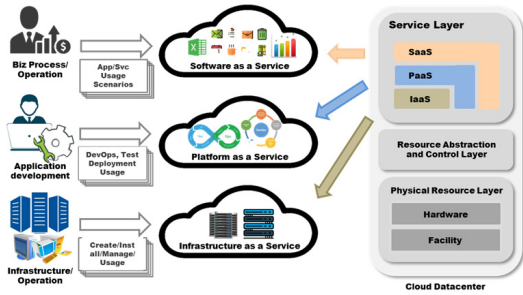 Biz Process/
Operation
App/Svc
Usage
Scenarios
Software as a Service
Application
development
DevOps, Test
Deployment
Usage
Platform as a Service
Infrastructure/
Operation
Create/Inst
all/Manage/
Usage
Infrastructure as a Service
Service Layer
SaaS
PaaS
IaaS
Resource Abstraction
and Control Layer
Physical Resource Layer
Hardware
Facility
Cloud Datacenter